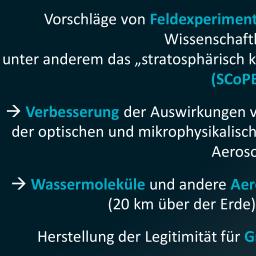 Vorschläge von Feldexperiment
Wissenschaftl
unter anderem das „stratosphärisch k
(SCoPE
→ Verbesserung der Auswirkungen v
der optischen und mikrophysikalisch
Aeroso
→ Wassermoleküle und andere Aer
(20 km über der Erde)
Herstellung der Legitimität für G